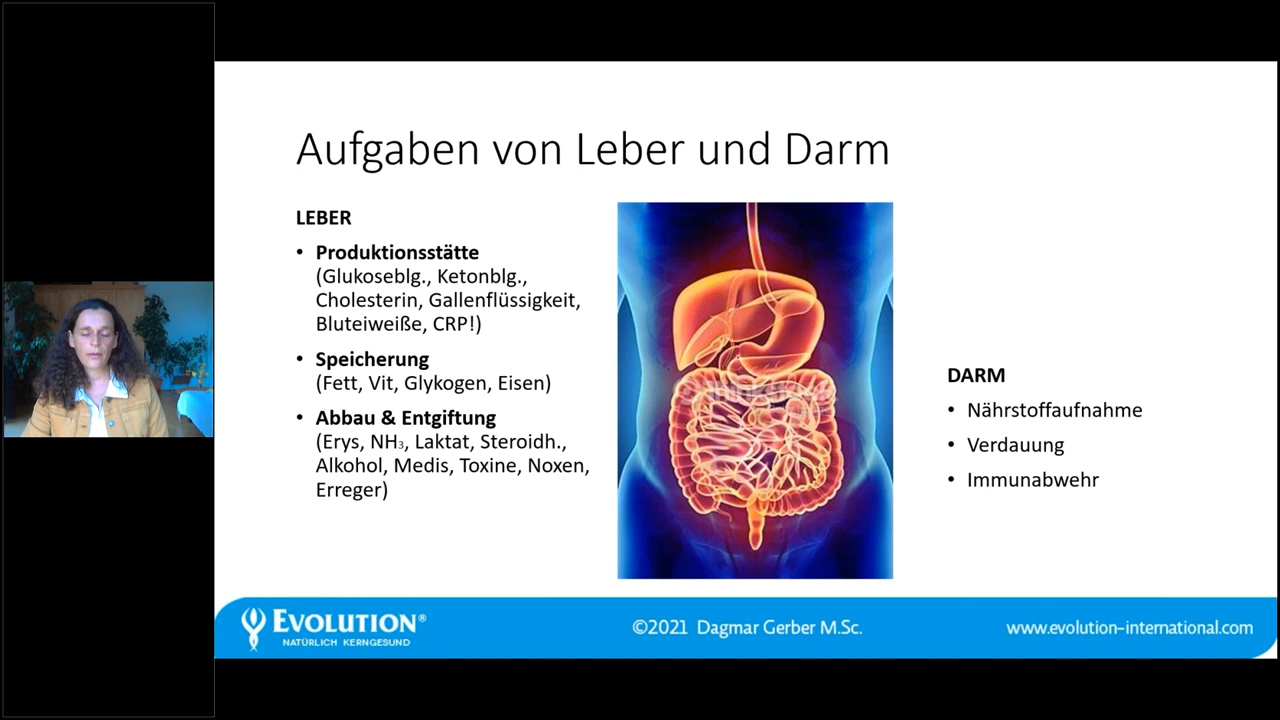 Aufgaben von Leber und Darm
LEBER
• Produktionsstätte
(Glukoseblg., Ketonblg.,
Cholesterin, Gallenflüssigkeit,
Bluteiweiße, CRP!)
• Speicherung
(Fett, Vit, Glykogen, Eisen)
• Abbau & Entgiftung
(Erys, NH₃, Laktat, Steroidh.,
Alkohol, Medis, Toxine, Noxen,
Erreger)
DARM
• Nährstoffaufnahme
• Verdauung
• Immunabwehr
EVOLUTION®
NATÜRLICH KERNGESUND
©2021 Dagmar Gerber M.Sc.
www.evolution-international.com